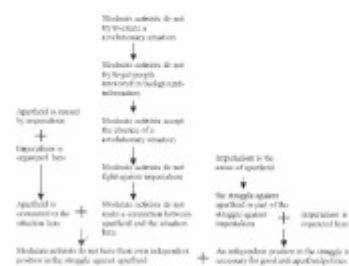 Moderate activists do not
try to create a
revolutionary situation
Moderate activists do not
try to get people
interested in background-
information
Moderate activists accept
the absence of a
revolutionary situation
Moderate activists do not
fight against imperialism
Apartheid is caused
by imperialism
+
Imperialism is
organized here
Imperialism is the
cause of apartheid
Apartheid is
connected to the
situation here
+
Moderate activists do not
make a connection between
apartheid and the situation
here
the struggle against
apartheid is part of the
struggle against
imperialism
+
Imperialism is
organized here
Moderate activists do not have their own independent
position in the struggle against apartheid
+
An independent position in the struggle is
necessary for good anti-apartheid politics